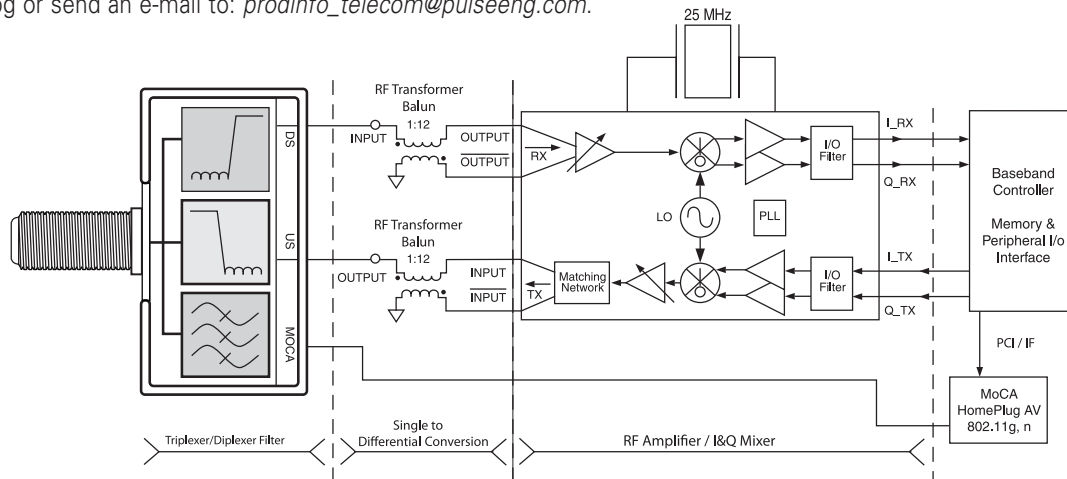 og or send an e-mail to: prodinfo_telecom@pulseeng.com.
25 MHz
RF Transformer
Balun
1:12
INPUT
OUTPUT
OUTPUT
DS
RX
I/O
Filter
I_RX
Q_RX
Baseband
Controller
Memory &
Peripheral I/o
Interface
LO
PLL
US
RF Transformer
Balun
1:12
OUTPUT
INPUT
INPUT
TX
Matching
Network
I/O
Filter
I_TX
Q_TX
MOCA
PCI / IF
MoCA
HomePlug AV
802.11g, n
Triplexer/Diplexer Filter
Single to
Differential Conversion
RF Amplifier / I&Q Mixer